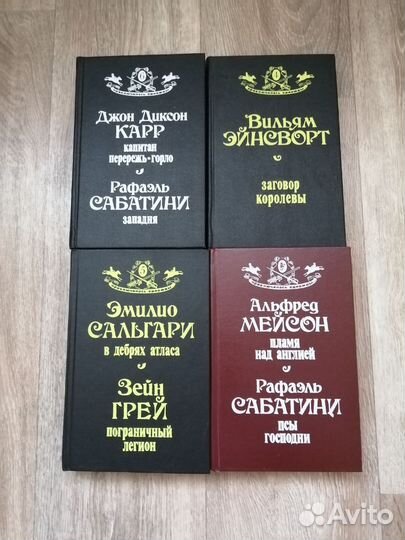 Джон Диксон
КАРР
капитан
перережь-горло
Рафаэль
САБАТИНИ
западня
Вильям
ЭЙНСВОРТ
заговор
королевы
Эмилио
САЛЬГАРИ
в дебрях атласа
Зейн
ГРЕЙ
пограничный
легион
Альфред
МЕЙСОН
пламя
над англией
Рафаэль
САБАТИНИ
псы
господни
Avito